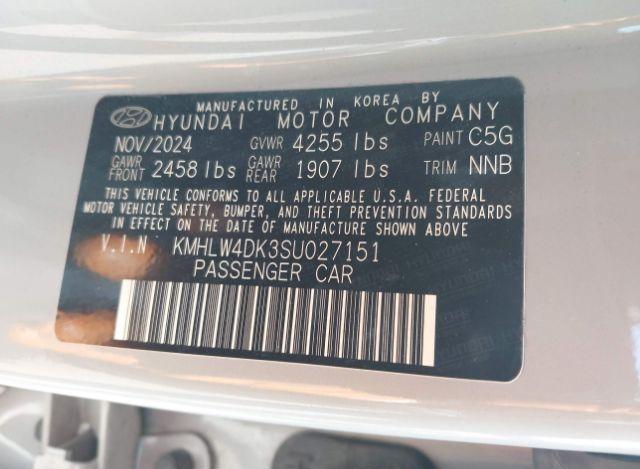 MANUFACTURED IN KOREA BY
HYUNDAI MOTOR COMPANY
NOV/2024 GVWR 4255 lbs PAINT C5G
GAWR FRONT 2458 lbs GAWR REAR 1907 lbs TRIM NNB
THIS VEHICLE CONFORMS TO ALL APPLICABLE U.S.A. FEDERAL
MOTOR VEHICLE SAFETY, BUMPER, AND THEFT PREVENTION STANDARDS
IN EFFECT ON THE DATE OF MANUFACTURE SHOWN ABOVE
V.I.N KMHLW4DK3SU027151
PASSENGER CAR